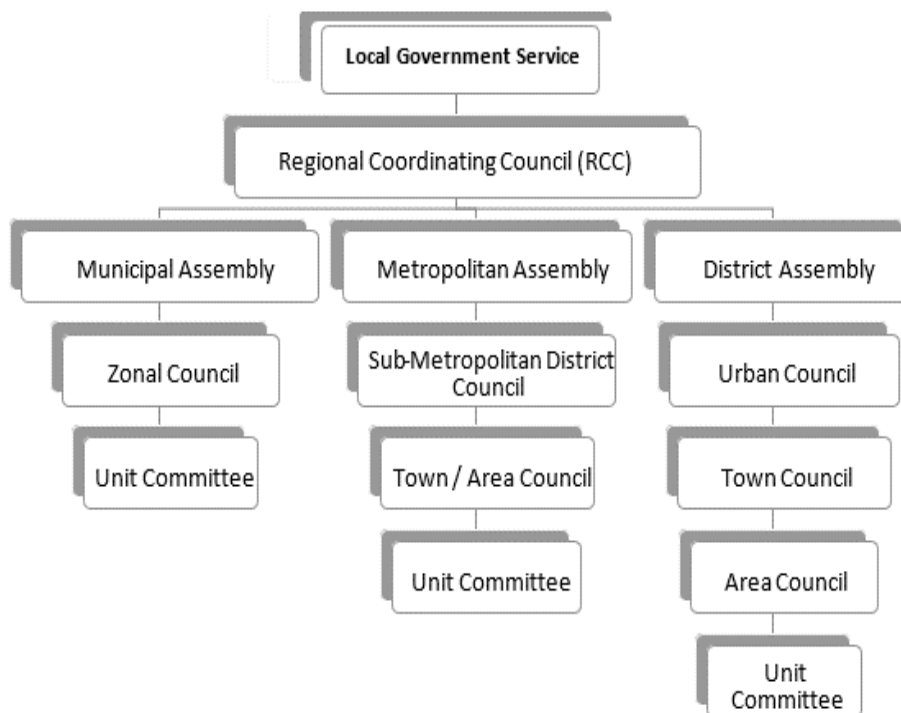 Local Government Service
Regional Coordinating Council (RCC)
Municipal Assembly
Metropolitan Assembly
District Assembly
Zonal Council
Sub-Metropolitan District
Council
Urban Council
Unit Committee
Town / Area Council
Town Council
Unit Committee
Area Council
Unit
Committee